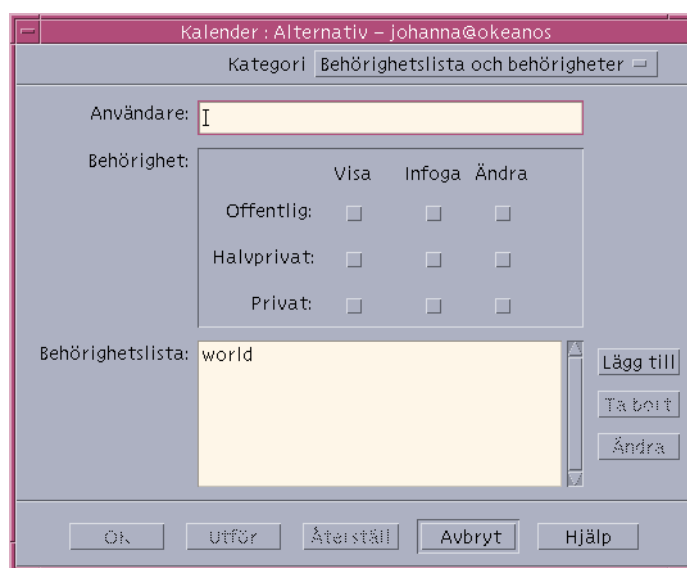 Kalender : Alternativ – johanna@okeanos
Kategori Behörighetslista och behörigheter
Användare:
Behörighet:
Visa Infoga Ändra
Offentlig:
Halvprivat:
Privat:
Behörighetslista: world
Lägg till
Ta bort
Ändra
OK Utför Återställ Avbryt Hjälp